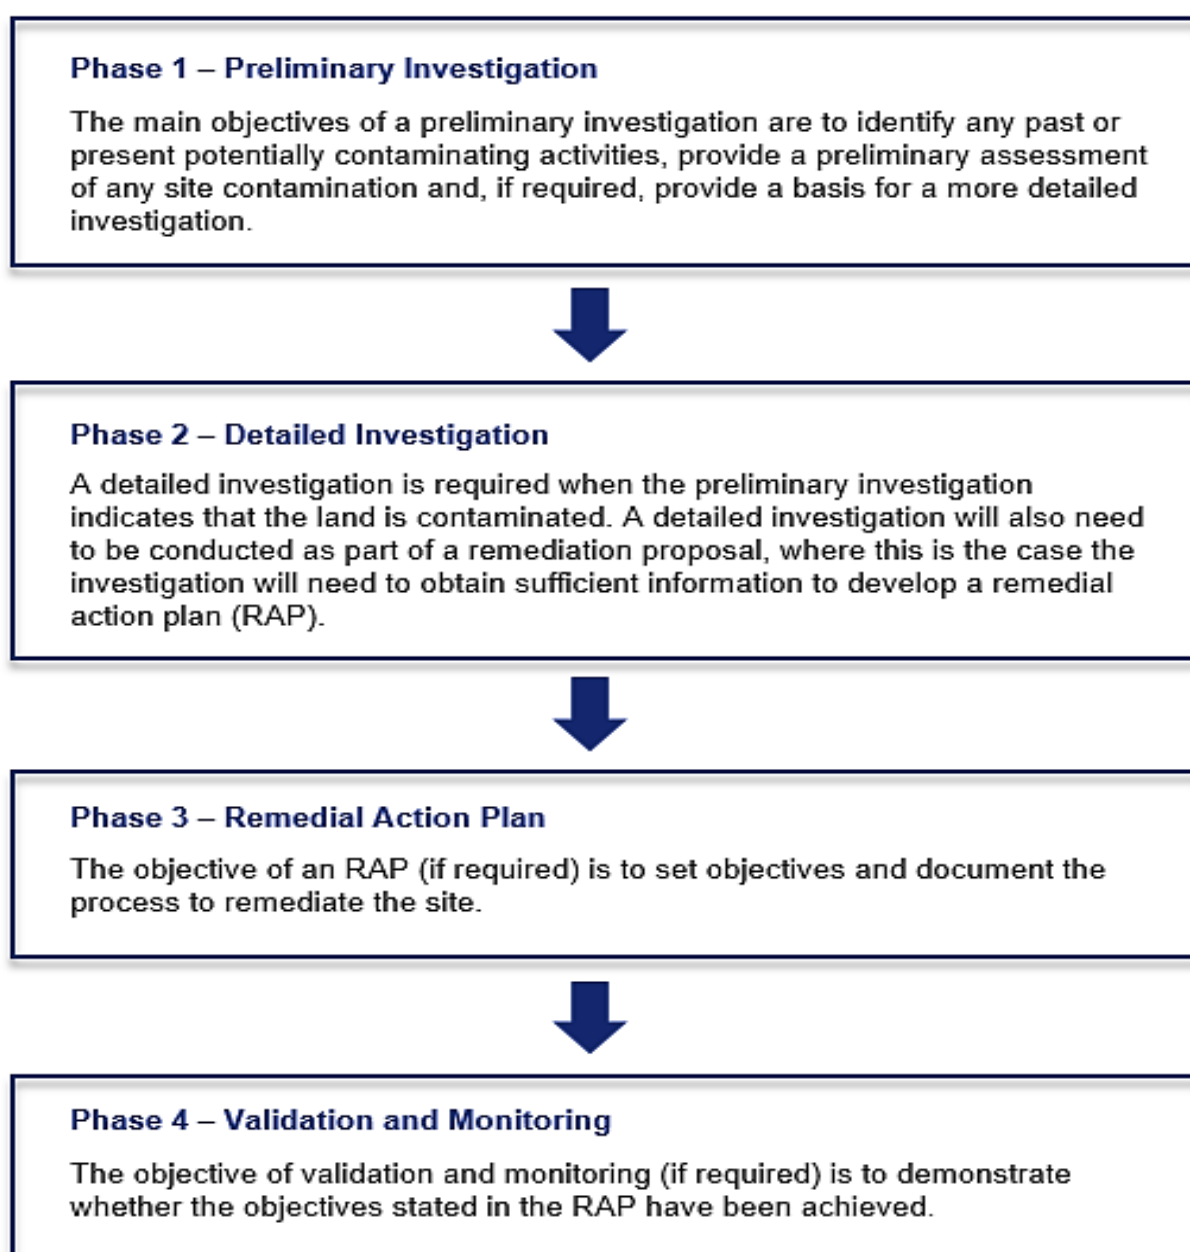 Phase 1 – Preliminary Investigation
The main objectives of a preliminary investigation are to identify any past or
present potentially contaminating activities, provide a preliminary assessment
of any site contamination and, if required, provide a basis for a more detailed
investigation.
Phase 2 – Detailed Investigation
A detailed investigation is required when the preliminary investigation
indicates that the land is contaminated. A detailed investigation will also need
to be conducted as part of a remediation proposal, where this is the case the
investigation will need to obtain sufficient information to develop a remedial
action plan (RAP).
Phase 3 – Remedial Action Plan
The objective of an RAP (if required) is to set objectives and document the
process to remediate the site.
Phase 4 – Validation and Monitoring
The objective of validation and monitoring (if required) is to demonstrate
whether the objectives stated in the RAP have been achieved.